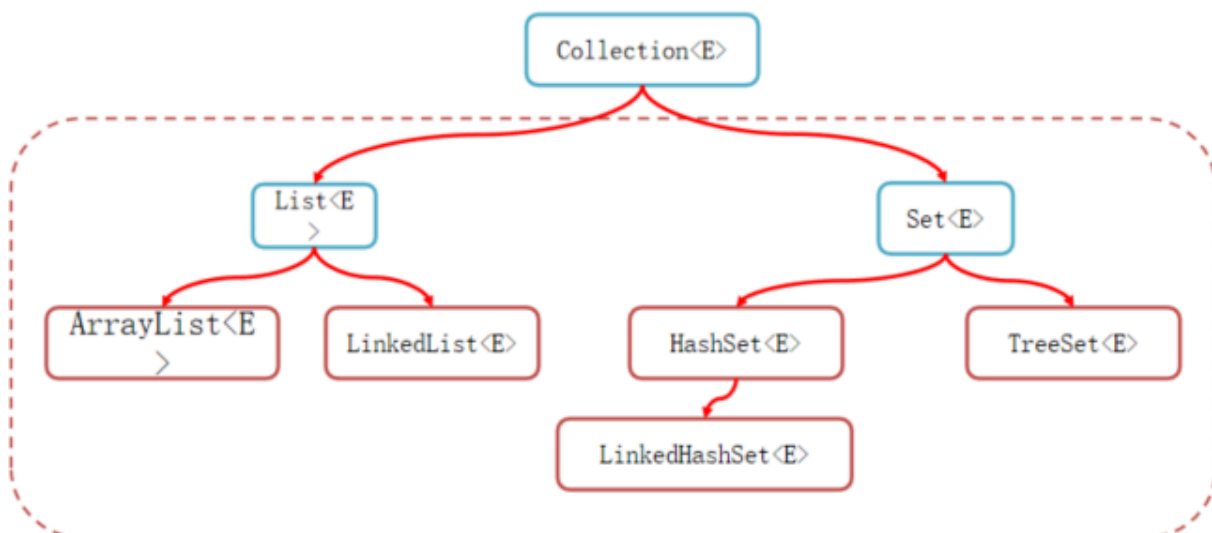 Collection<E>
List<E
>
Set<E>
ArrayList<E
>
LinkedList<E>
HashSet<E>
TreeSet<E>
LinkedHashSet<E>